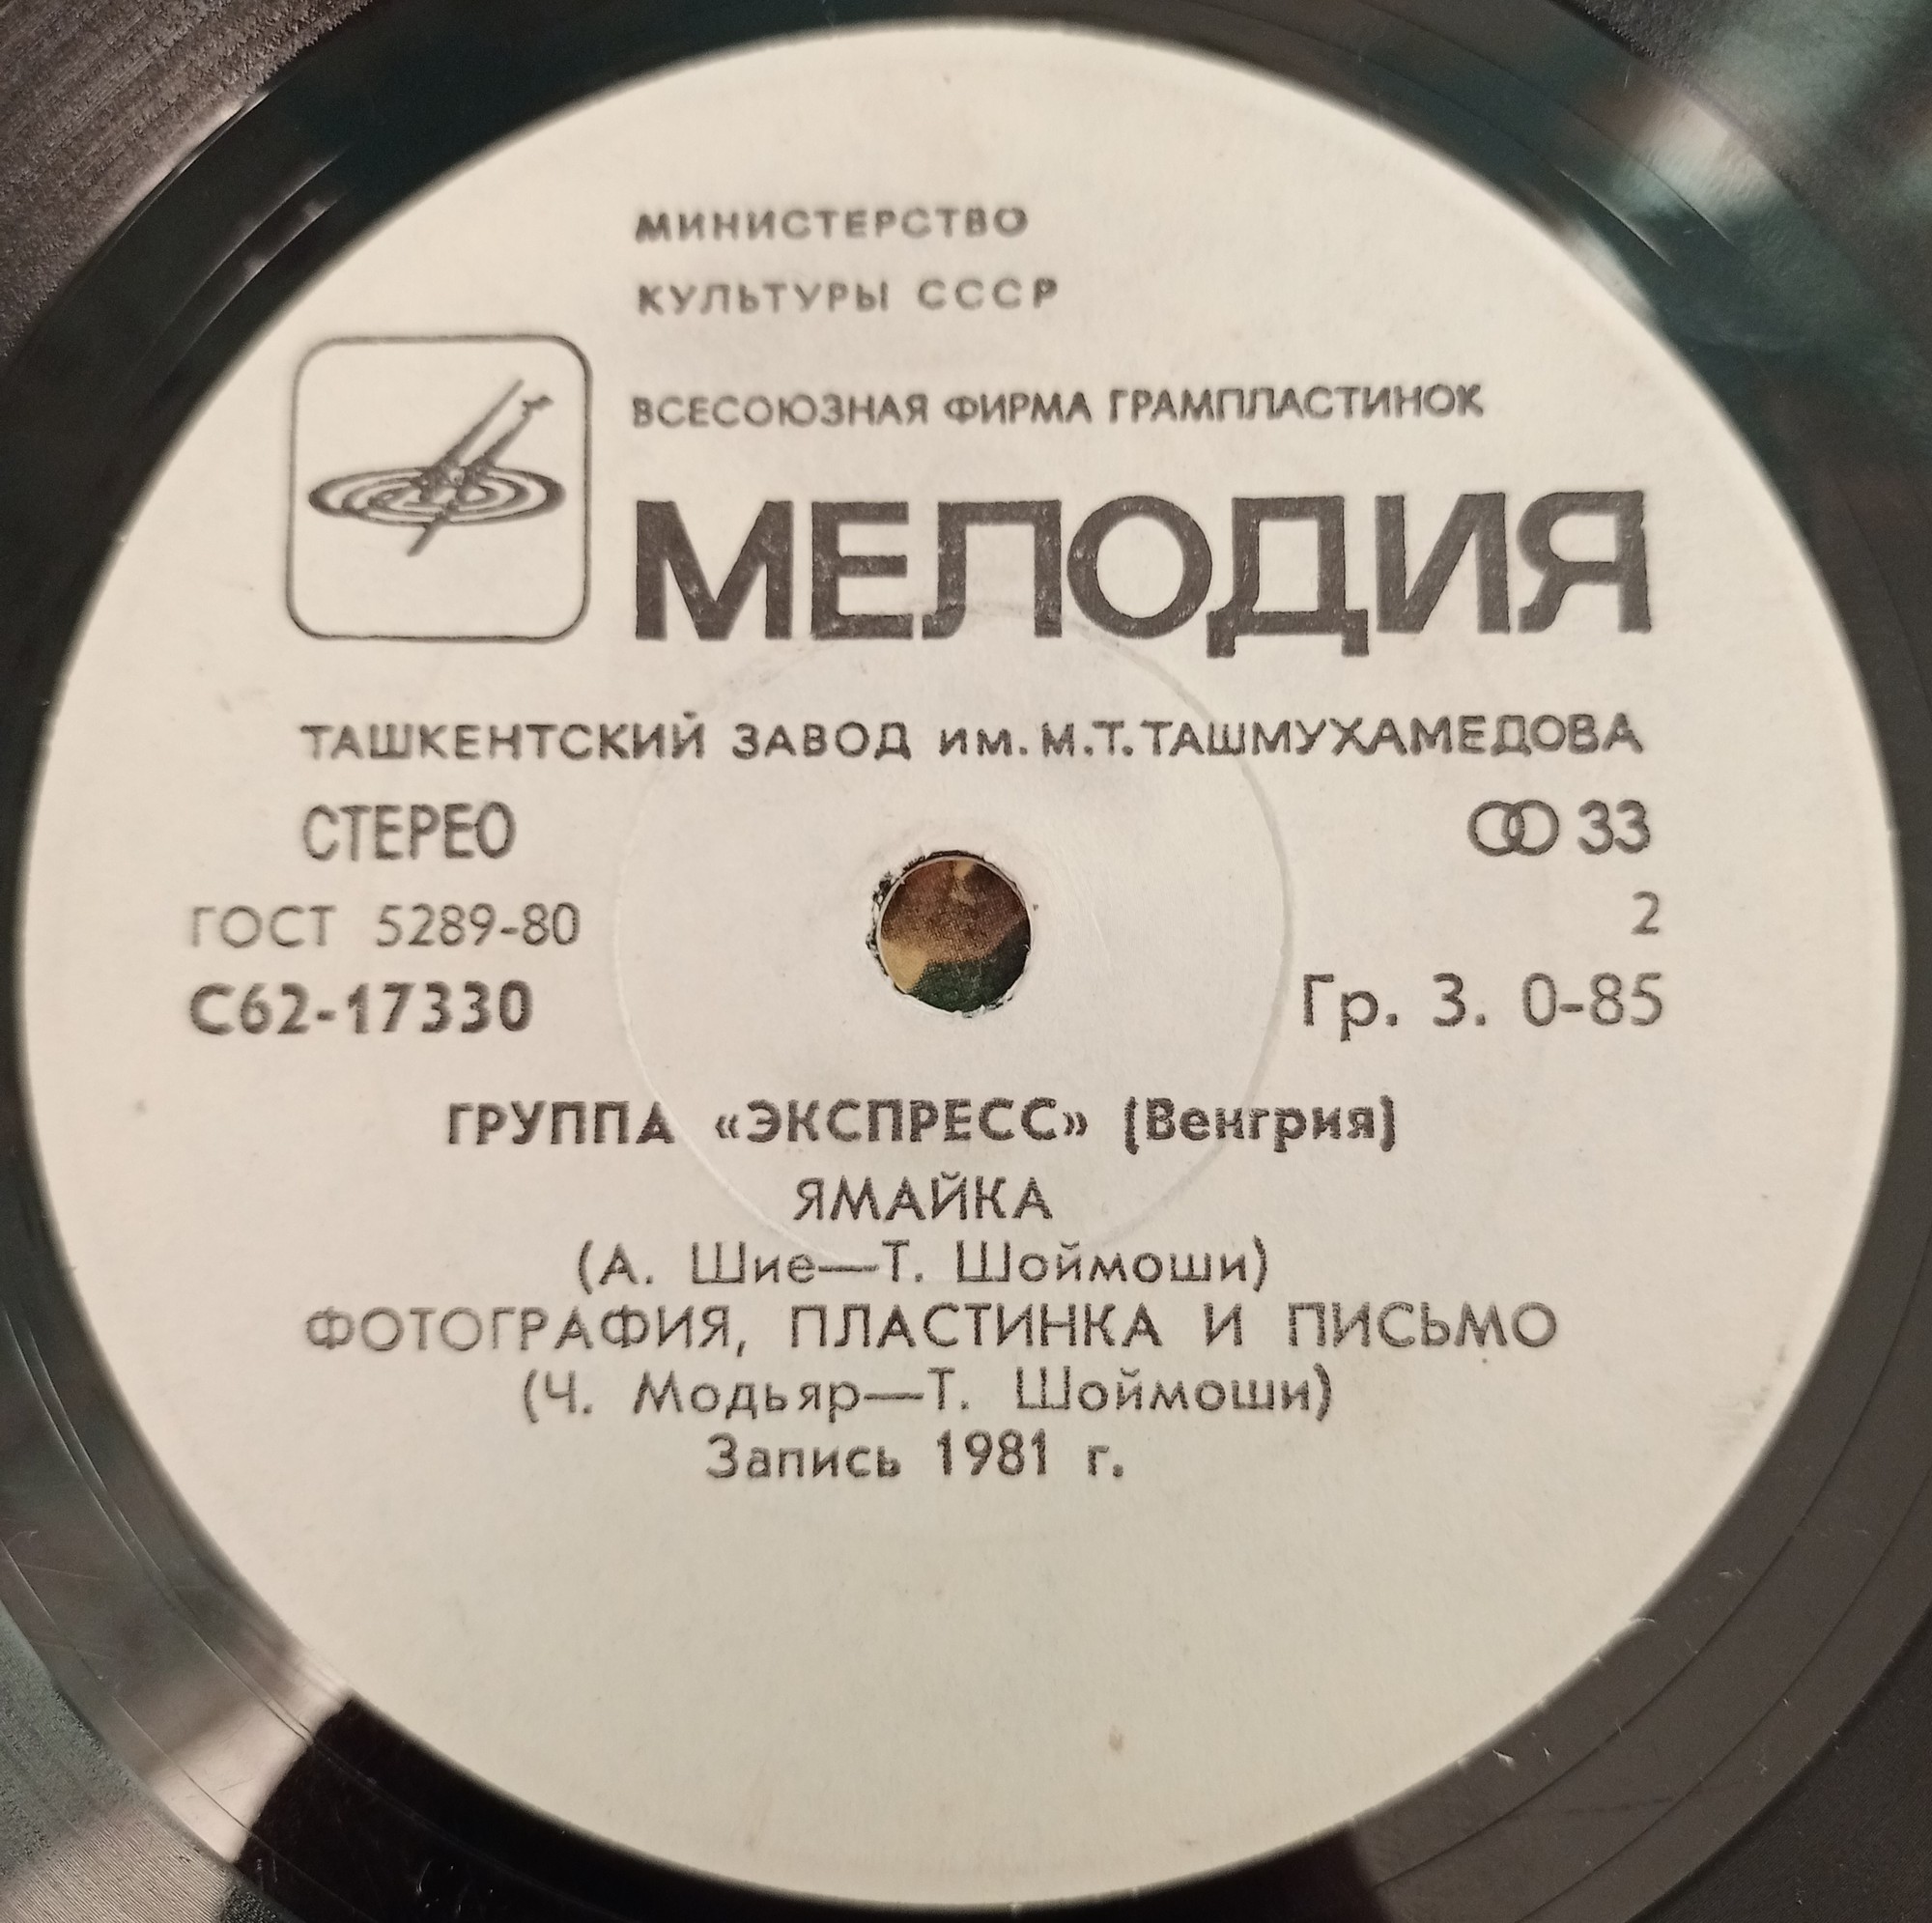 МИНИСТЕРСТВО
КУЛЬТУРЫ СССР
ВСЕСОЮЗНАЯ ФИРМА ГРАМПЛАСТИНОК
МЕЛОДИЯ
ТАШКЕНТСКИЙ ЗАВОД им. М.Т. ТАШМУХАМЕДОВА
СТЕРЕО 33
ГОСТ 5289-80 2
С62-17330 Гр. 3. 0-85
ГРУППА «ЭКСПРЕСС» (Венгрия)
ЯМАЙКА
(А. Шие—Т. Шоймоши)
ФОТОГРАФИЯ, ПЛАСТИНКА И ПИСЬМО
(Ч. Модьяр—Т. Шоймоши)
Запись 1981 г.